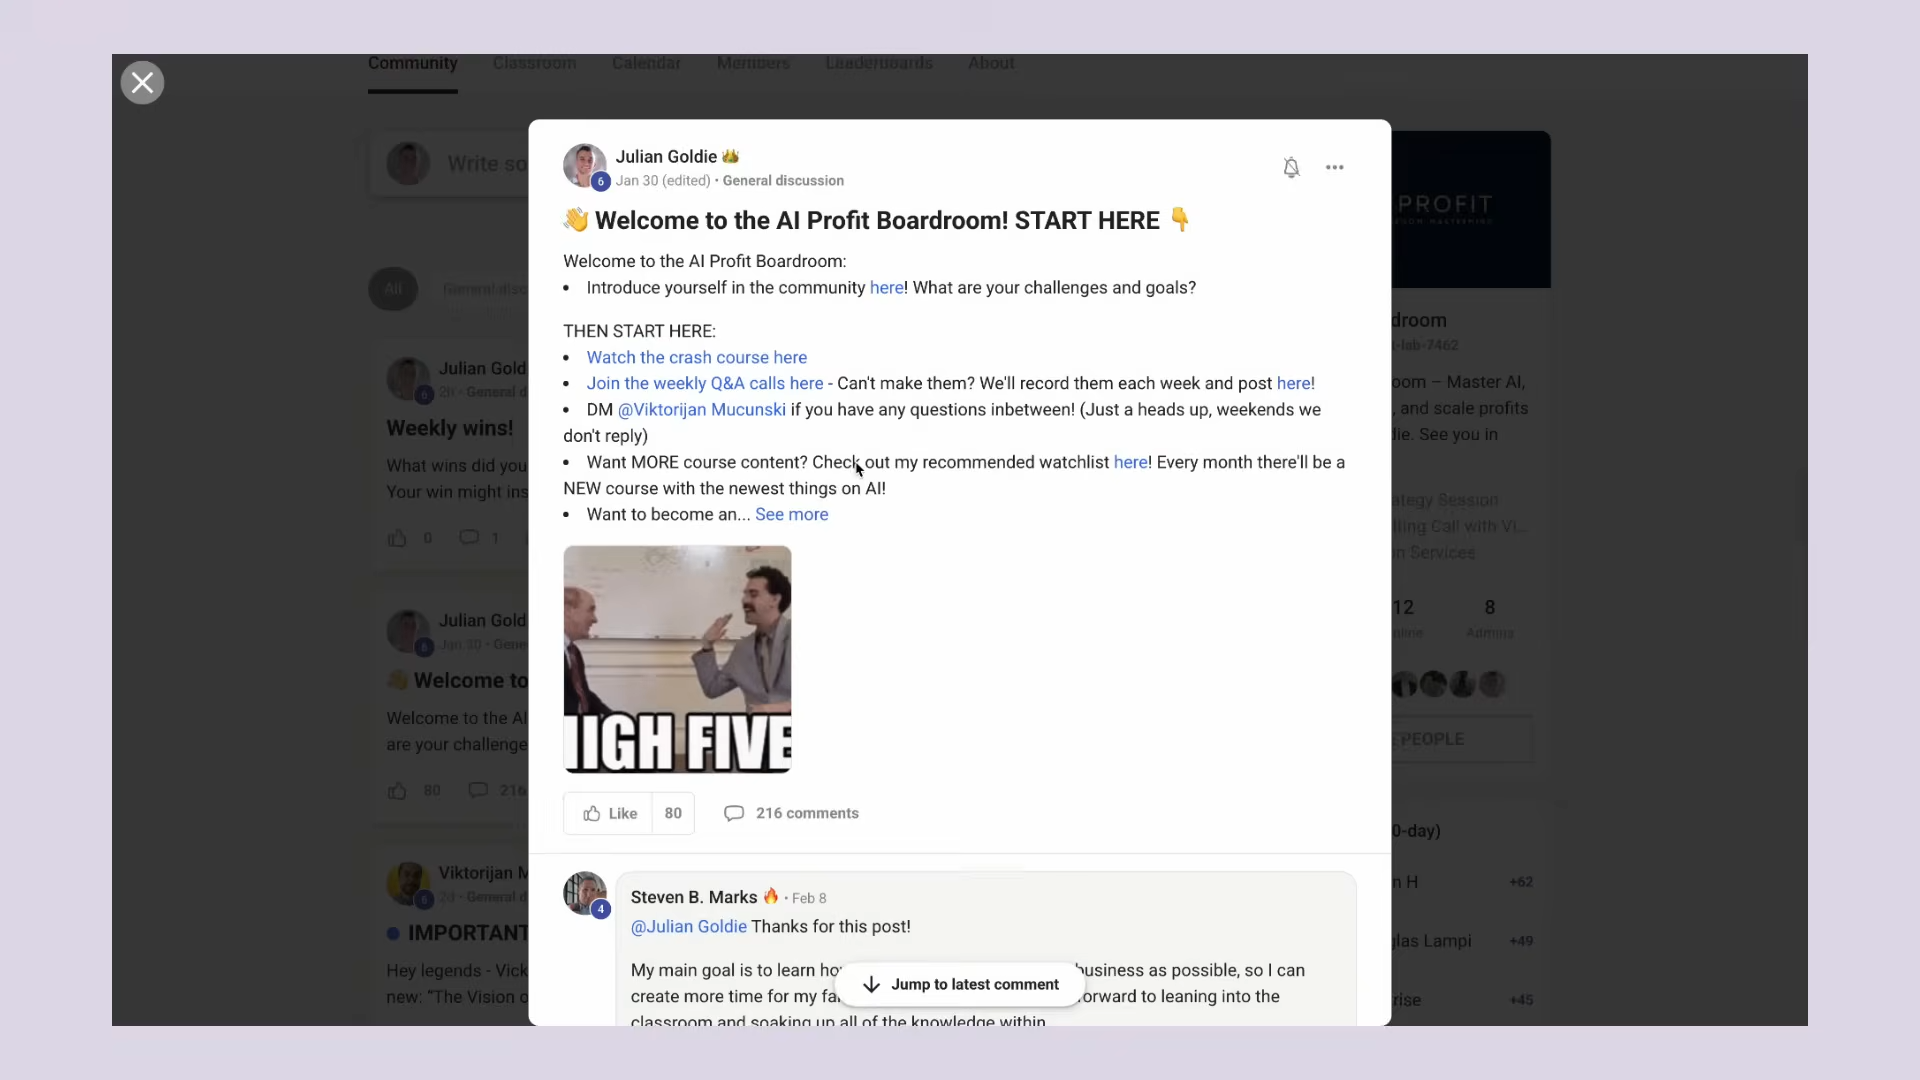 Community Classroom Calendar Members Leaderboards About
Write so
All
General disc
Julian Gold
2h • General d
Weekly wins!
What wins did you
Your win might ins
0 1
Julian Gold
Jan 30 • Gene
👋 Welcome to
Welcome to the AI
are your challenge
80 216
Viktorijan M
2d • General d
IMPORTANT
Hey legends - Vick
new: "The Vision o
Julian Goldie
6 Jan 30 (edited) • General discussion
👋 Welcome to the AI Profit Boardroom! START HERE 👇
Welcome to the AI Profit Boardroom:
• Introduce yourself in the community here! What are your challenges and goals?
THEN START HERE:
• Watch the crash course here
• Join the weekly Q&A calls here - Can't make them? We'll record them each week and post here!
• DM @Viktorijan Mucunski if you have any questions inbetween! (Just a heads up, weekends we
don't reply)
• Want MORE course content? Check out my recommended watchlist here! Every month there'll be a
NEW course with the newest things on AI!
• Want to become an... See more
HIGH FIVE
Like 80 216 comments
Steven B. Marks 🔥 • Feb 8
4
@Julian Goldie Thanks for this post!
My main goal is to learn ho business as possible, so I can
create more time for my fa orward to leaning into the
classroom and soaking up all of the knowledge within
Jump to latest comment
PROFIT
droom
t-lab-7462
oom – Master AI,
, and scale profits
die. See you in
ategy Session
lling Call with Vi...
n Services
12 8
nline Admins
PEOPLE
0-day)
n H +62
glas Lampi +49
rise +45